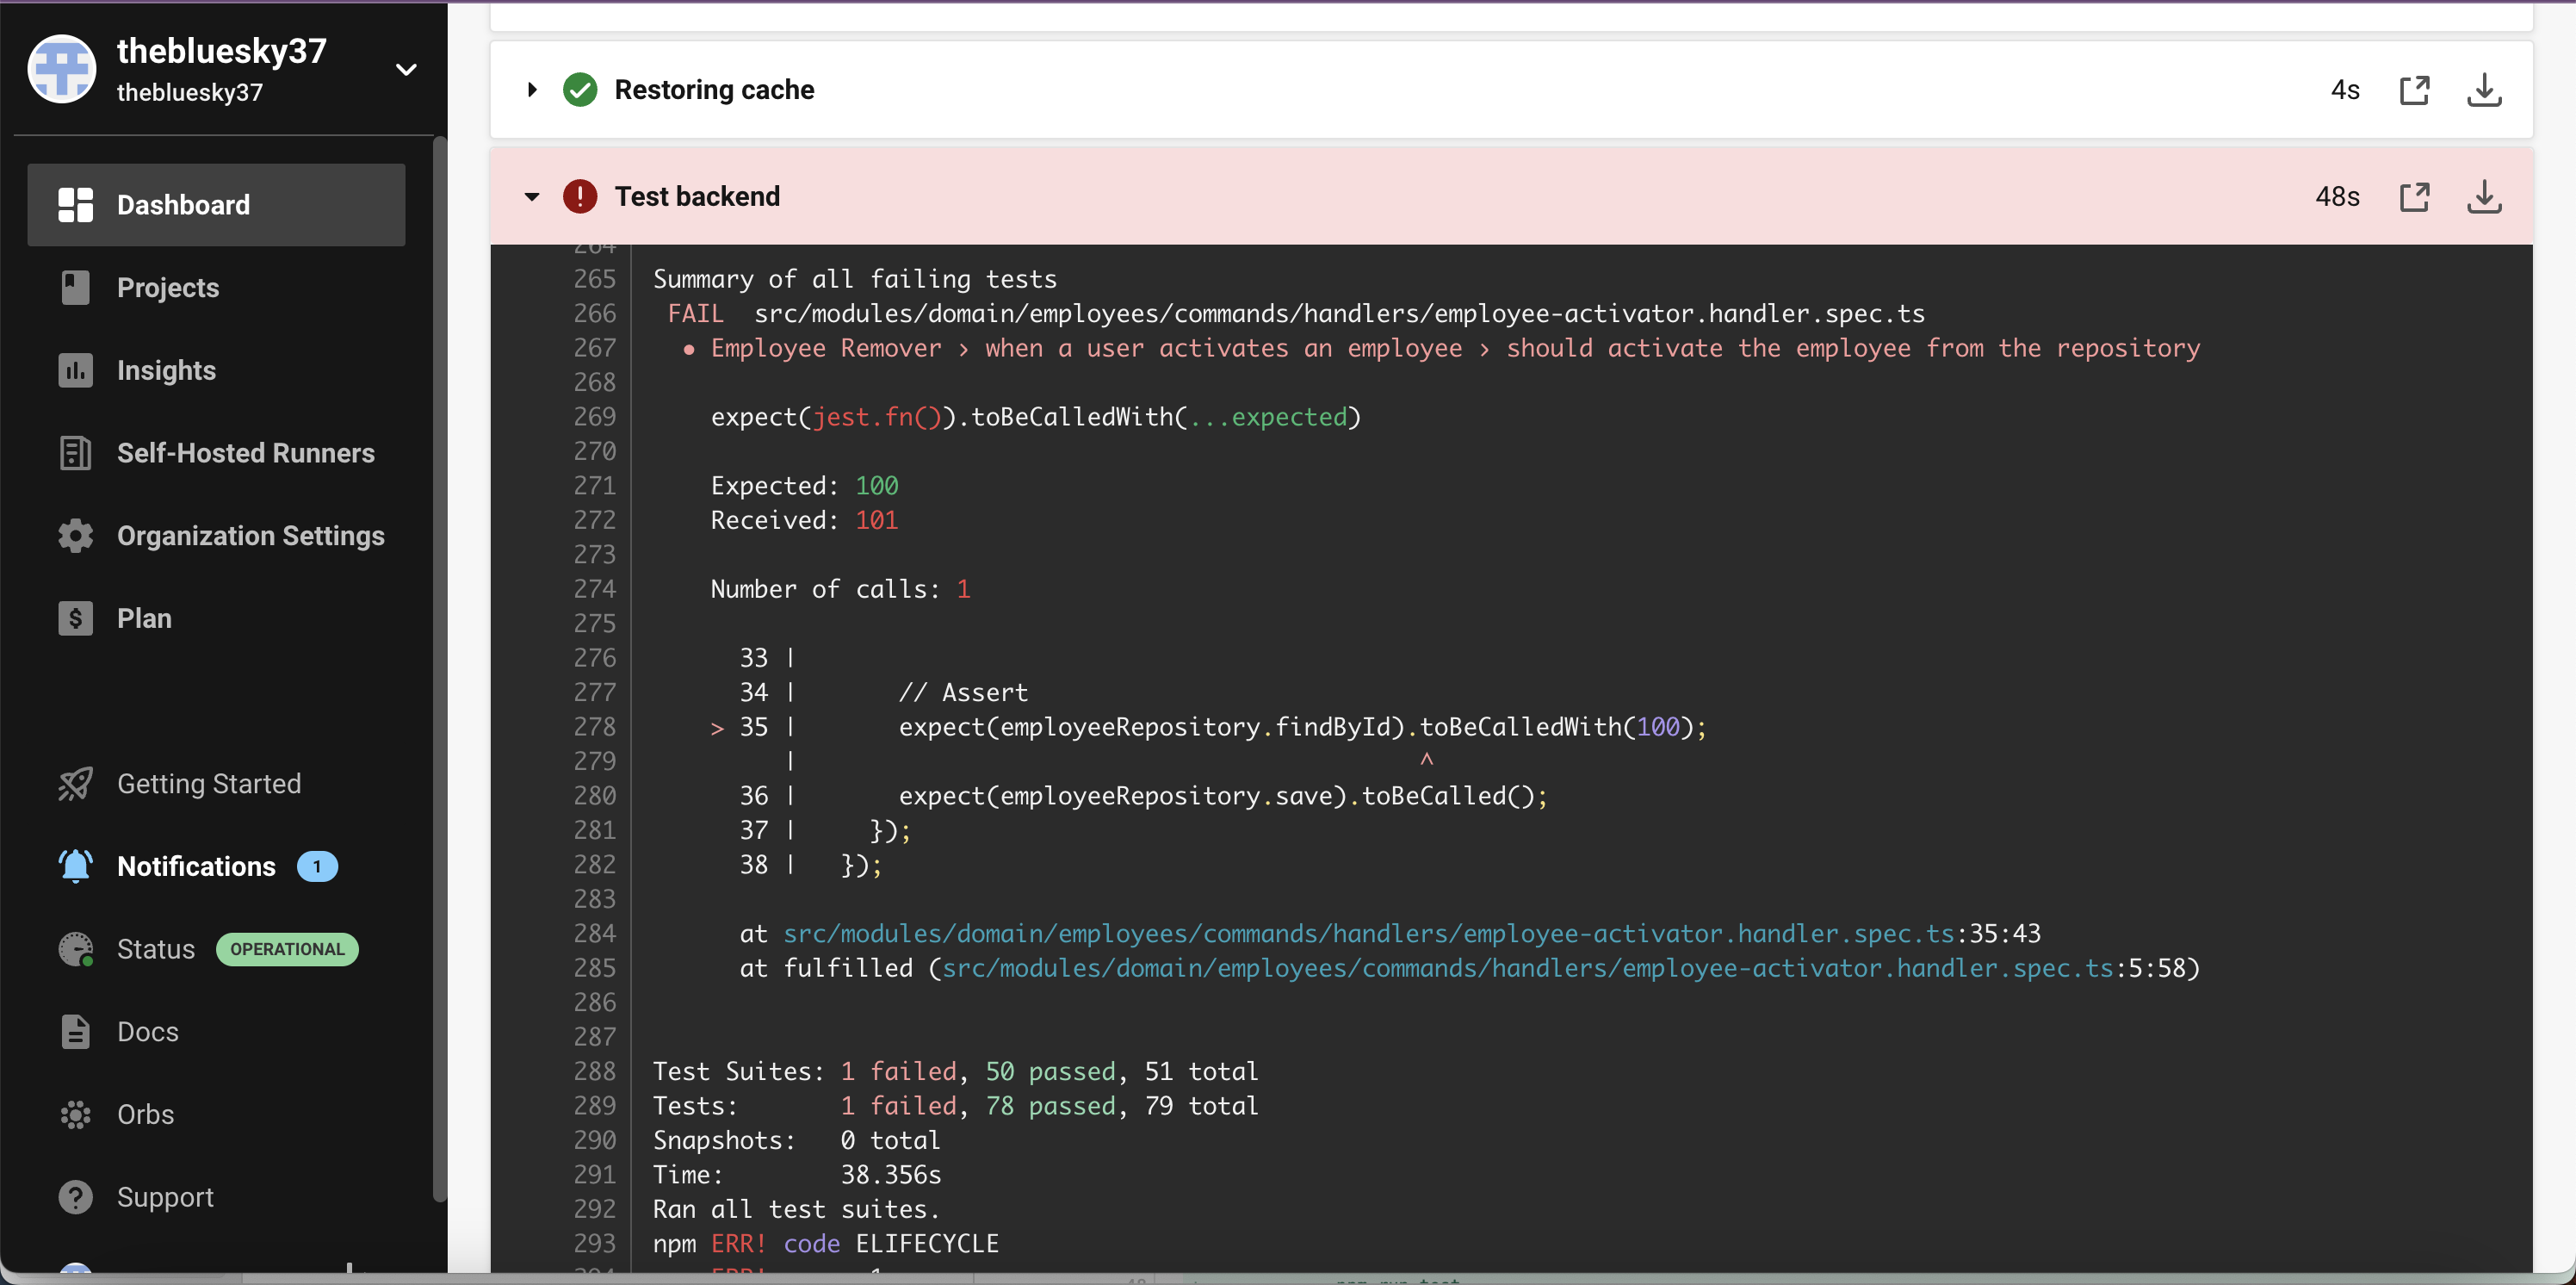 thebluesky37
thebluesky37
Dashboard
Projects
Insights
Self-Hosted Runners
Organization Settings
Plan
Getting Started
Notifications 1
Status OPERATIONAL
Docs
Orbs
Support
Restoring cache 4s
Test backend 48s
264
265 Summary of all failing tests
266 FAIL src/modules/domain/employees/commands/handlers/employee-activator.handler.spec.ts
267 ● Employee Remover › when a user activates an employee › should activate the employee from the repository
268
269 expect(jest.fn()).toBeCalledWith(...expected)
270
271 Expected: 100
272 Received: 101
273
274 Number of calls: 1
275
276 33 |
277 34 | // Assert
278 > 35 | expect(employeeRepository.findById).toBeCalledWith(100);
279 | ^
280 36 | expect(employeeRepository.save).toBeCalled();
281 37 | });
282 38 | });
283
284 at src/modules/domain/employees/commands/handlers/employee-activator.handler.spec.ts:35:43
285 at fulfilled (src/modules/domain/employees/commands/handlers/employee-activator.handler.spec.ts:5:58)
286
287
288 Test Suites: 1 failed, 50 passed, 51 total
289 Tests: 1 failed, 78 passed, 79 total
290 Snapshots: 0 total
291 Time: 38.356s
292 Ran all test suites.
293 npm ERR! code ELIFECYCLE